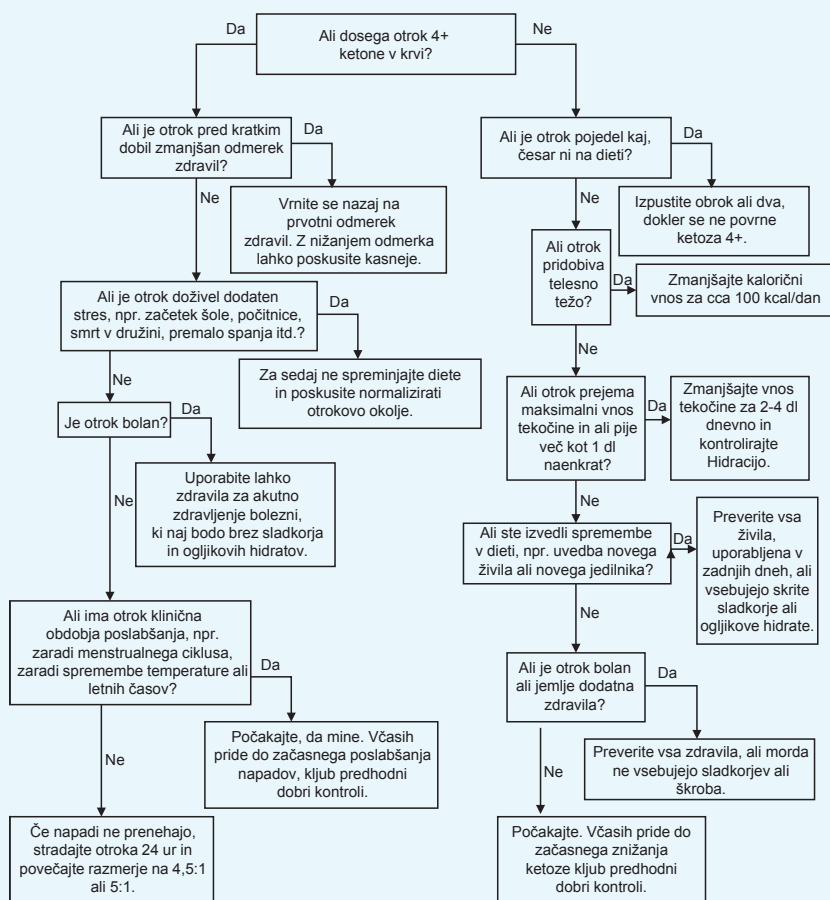 Da
Ali dosega otrok 4+
ketone v krvi?
Ne
Ali je otrok pred kratkim
dobil zmanjšan odmerek
zdravil?
Da
Ne
Vrnite se nazaj na
prvotni odmerek
zdravil. Z nižanjem odmerka
lahko poskusite kasneje.
Ali je otrok doživel dodaten
stres, npr. začetek šole, počitnice,
smrt v družini, premalo spanja itd.?
Da
Ne
Za sedaj ne spreminjajte diete
in poskusite normalizirati
otrokovo okolje.
Je otrok bolan?
Da
Ne
Uporabite lahko
zdravila za akutno
zdravljenje bolezni,
ki naj bodo brez sladkorja
in ogljikovih hidratov.
Ali ima otrok klinična
obdobja poslabšanja, npr.
zaradi menstrualnega ciklusa,
zaradi spremembe temperature ali
letnih časov?
Da
Ne
Počakajte, da mine. Včasih
pride do začasnega poslabšanja
napadov, kljub predhodni
dobri kontroli.
Če napadi ne prenehajo,
stradajte otroka 24 ur in
povečajte razmerje na 4,5:1
ali 5:1.
Ali je otrok pojedel kaj,
česar ni na dieti?
Da
Ne
Izpustite obrok ali dva,
dokler se ne povrne
ketoza 4+.
Ali otrok
pridobiva
telesno
težo?
Da
Ne
Zmanjšajte kalorični
vnos za cca 100 kcal/dan
Ali otrok prejema
maksimalni vnos
tekočine in ali pije
več kot 1 dl
naenkrat?
Da
Ne
Zmanjšajte vnos
tekočine za 2-4 dl
dnevno in
kontrolirajte
Hidracijo.
Ali ste izvedli spremembe
v dieti, npr. uvedba novega
živila ali novega jedilnika?
Da
Ne
Preverite vsa
živila,
uporabljena v
zadnjih dneh, ali
vsebujejo skrite
sladkorje ali
ogljikove hidrate.
Ali je otrok bolan
ali jemlje dodatna
zdravila?
Da
Ne
Preverite vsa zdravila, ali morda
ne vsebujejo sladkorjev ali
škroba.
Počakajte. Včasih pride do
začasnega znižanja
ketoze kljub predhodni
dobri kontroli.